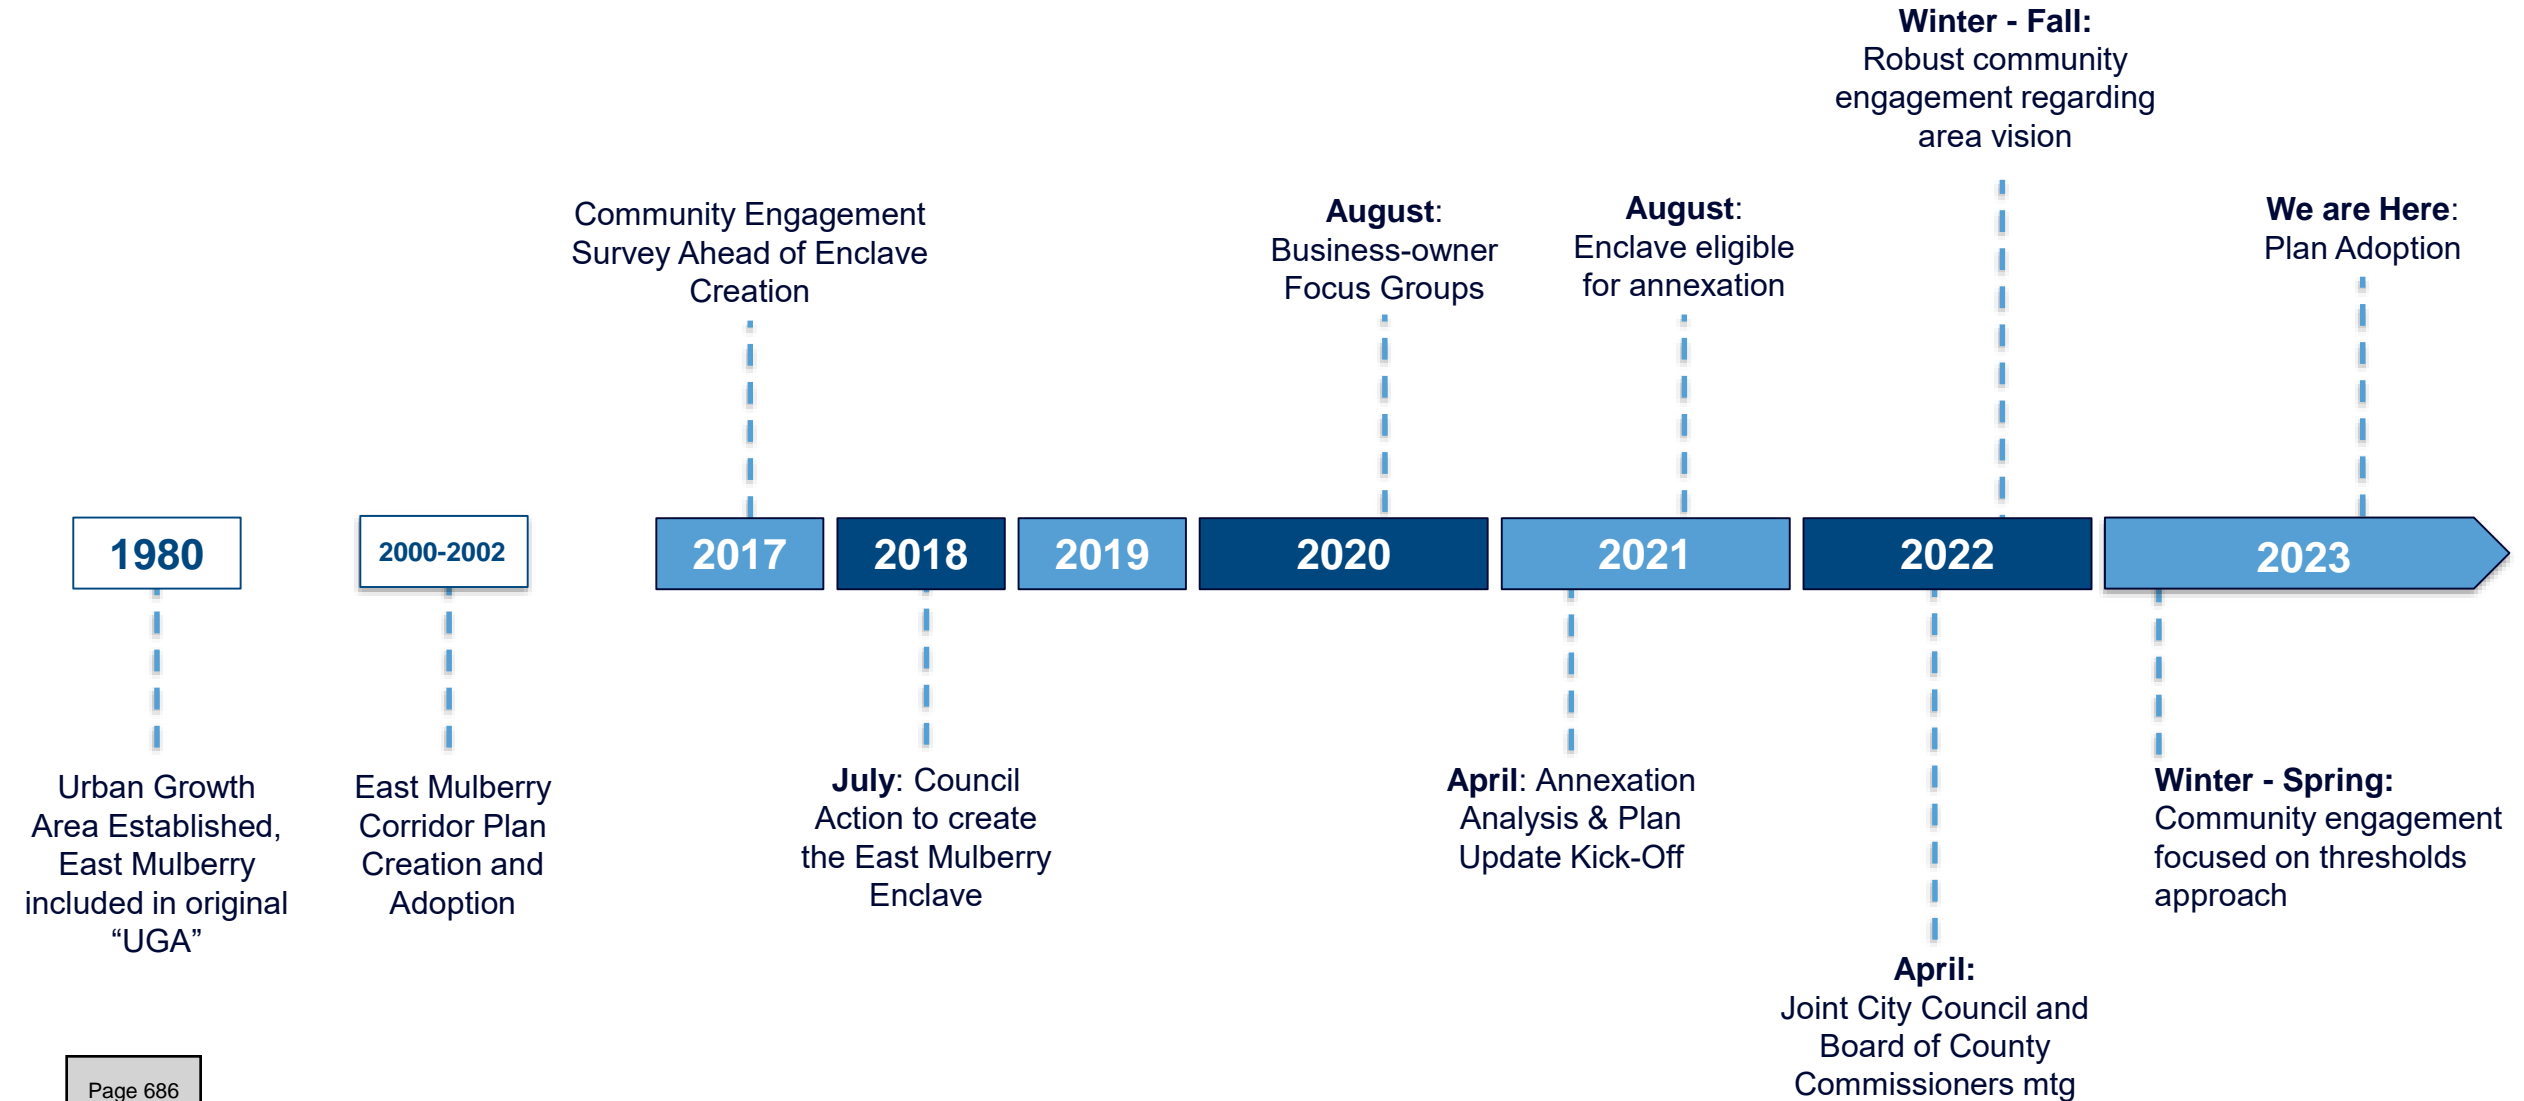 Winter - Fall:
Robust community
engagement regarding
area vision
Community Engagement
Survey Ahead of Enclave
Creation
August:
Business-owner
Focus Groups
August:
Enclave eligible
for annexation
We are Here:
Plan Adoption
1980
2000-2002
2017
2018
2019
2020
2021
2022
2023
Urban Growth
Area Established,
East Mulberry
included in original
“UGA”
East Mulberry
Corridor Plan
Creation and
Adoption
July: Council
Action to create
the East Mulberry
Enclave
April: Annexation
Analysis & Plan
Update Kick-Off
Winter - Spring:
Community engagement
focused on thresholds
approach
April:
Joint City Council and
Board of County
Commissioners mtg
Page 686